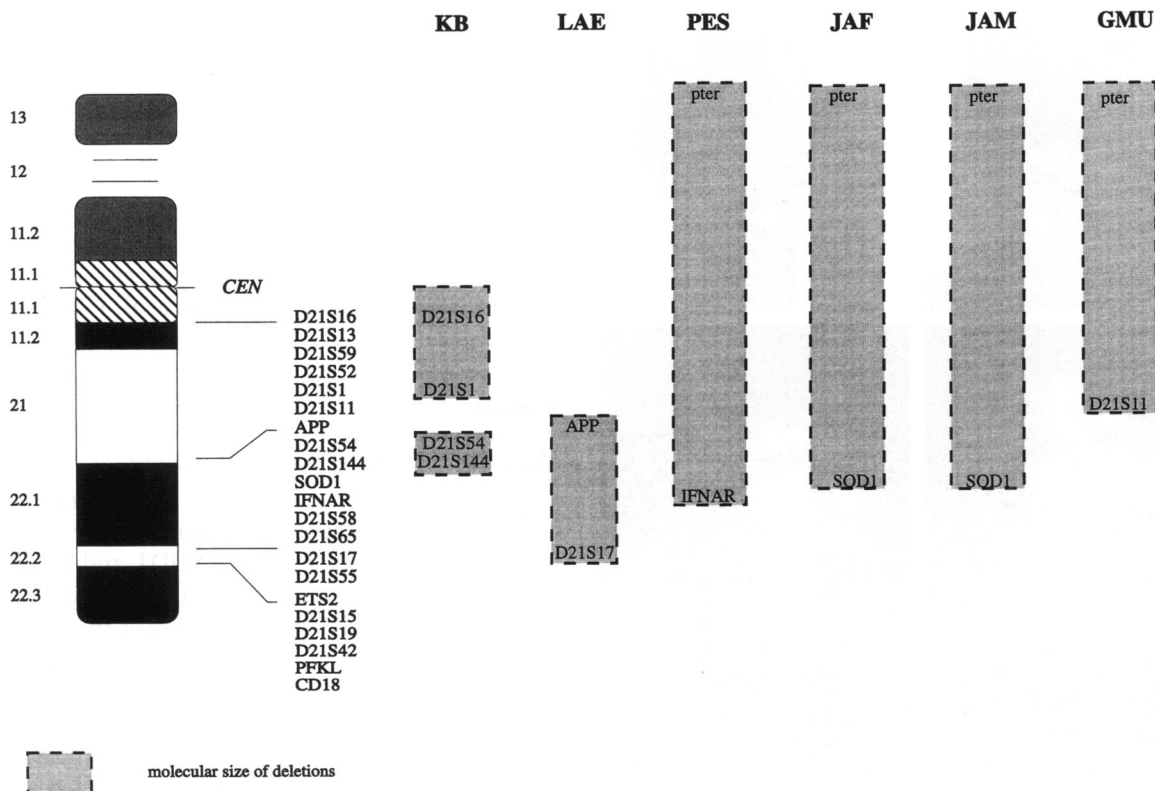 KB LAE PES JAF JAM GMU
pter pter pter pter
13
12
11.2
11.1
CEN
11.1
11.2
21
22.1
22.2
22.3
D21S16
D21S13
D21S59
D21S52
D21S1
D21S11
APP
D21S54
D21S144
SOD1
IFNAR
D21S58
D21S65
D21S17
D21S55
ETS2
D21S15
D21S19
D21S42
PFKL
CD18
D21S16
D21S1
D21S54
D21S144
APP
D21S17
IFNAR
SOD1
SOD1
D21S11
molecular size of deletions